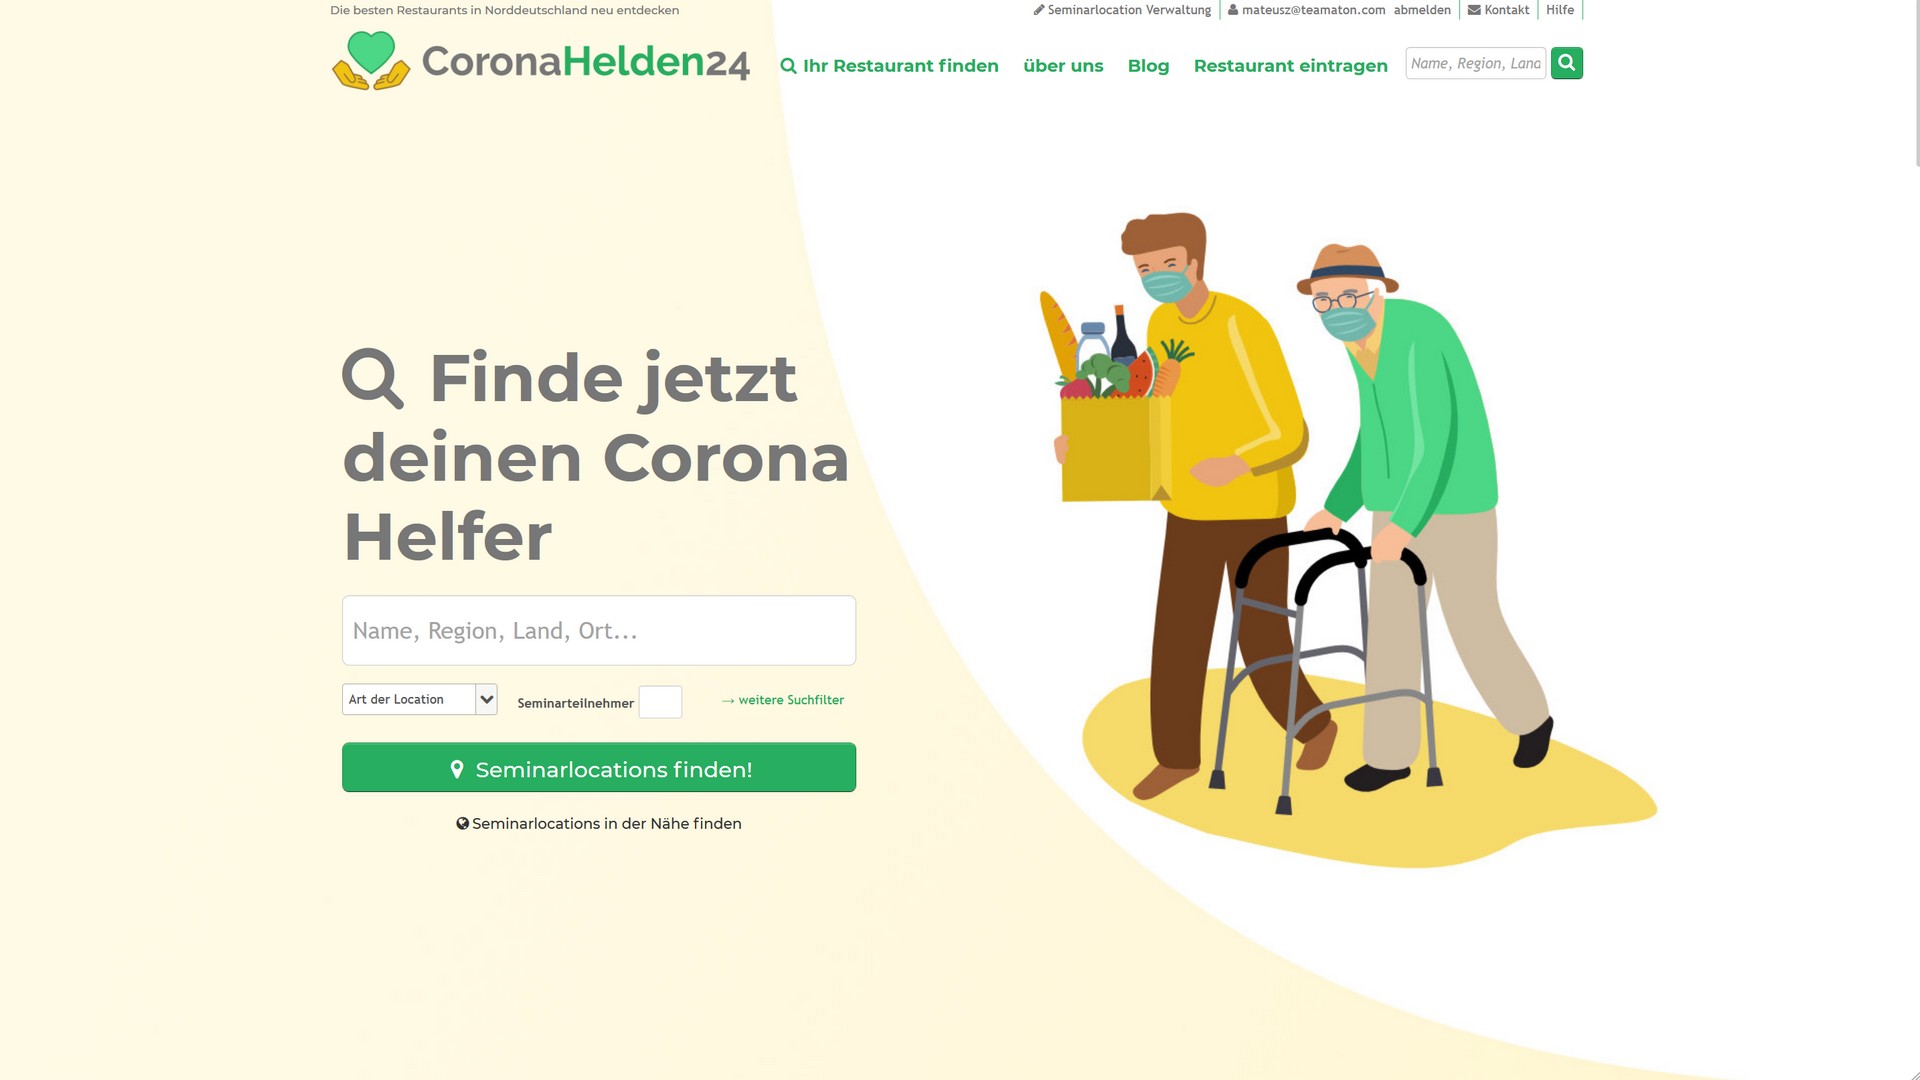 Die besten Restaurants in Norddeutschland neu entdecken
Seminarlocation Verwaltung mateusz@teamaton.com abmelden Kontakt Hilfe
CoronaHelden24
Ihr Restaurant finden über uns Blog Restaurant eintragen Name, Region, Land
Finde jetzt
deinen Corona
Helfer
Name, Region, Land, Ort...
Art der Location Seminarteilnehmer → weitere Suchfilter
Seminarlocations finden!
Seminarlocations in der Nähe finden